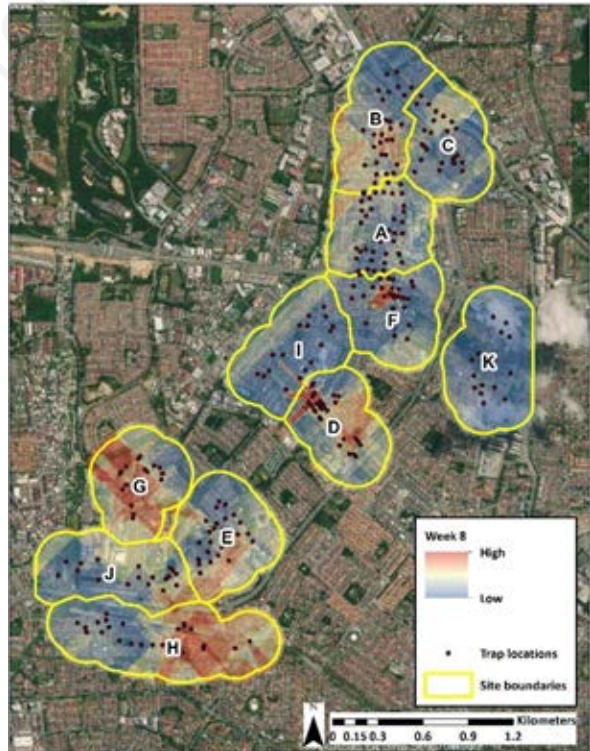 B
C
A
F
I
K
D
G
E
J
H
Week 8
High
Low
Trap locations
Site boundaries
N
Kilometers
0 0.15 0.3 0.6 0.9 1.2